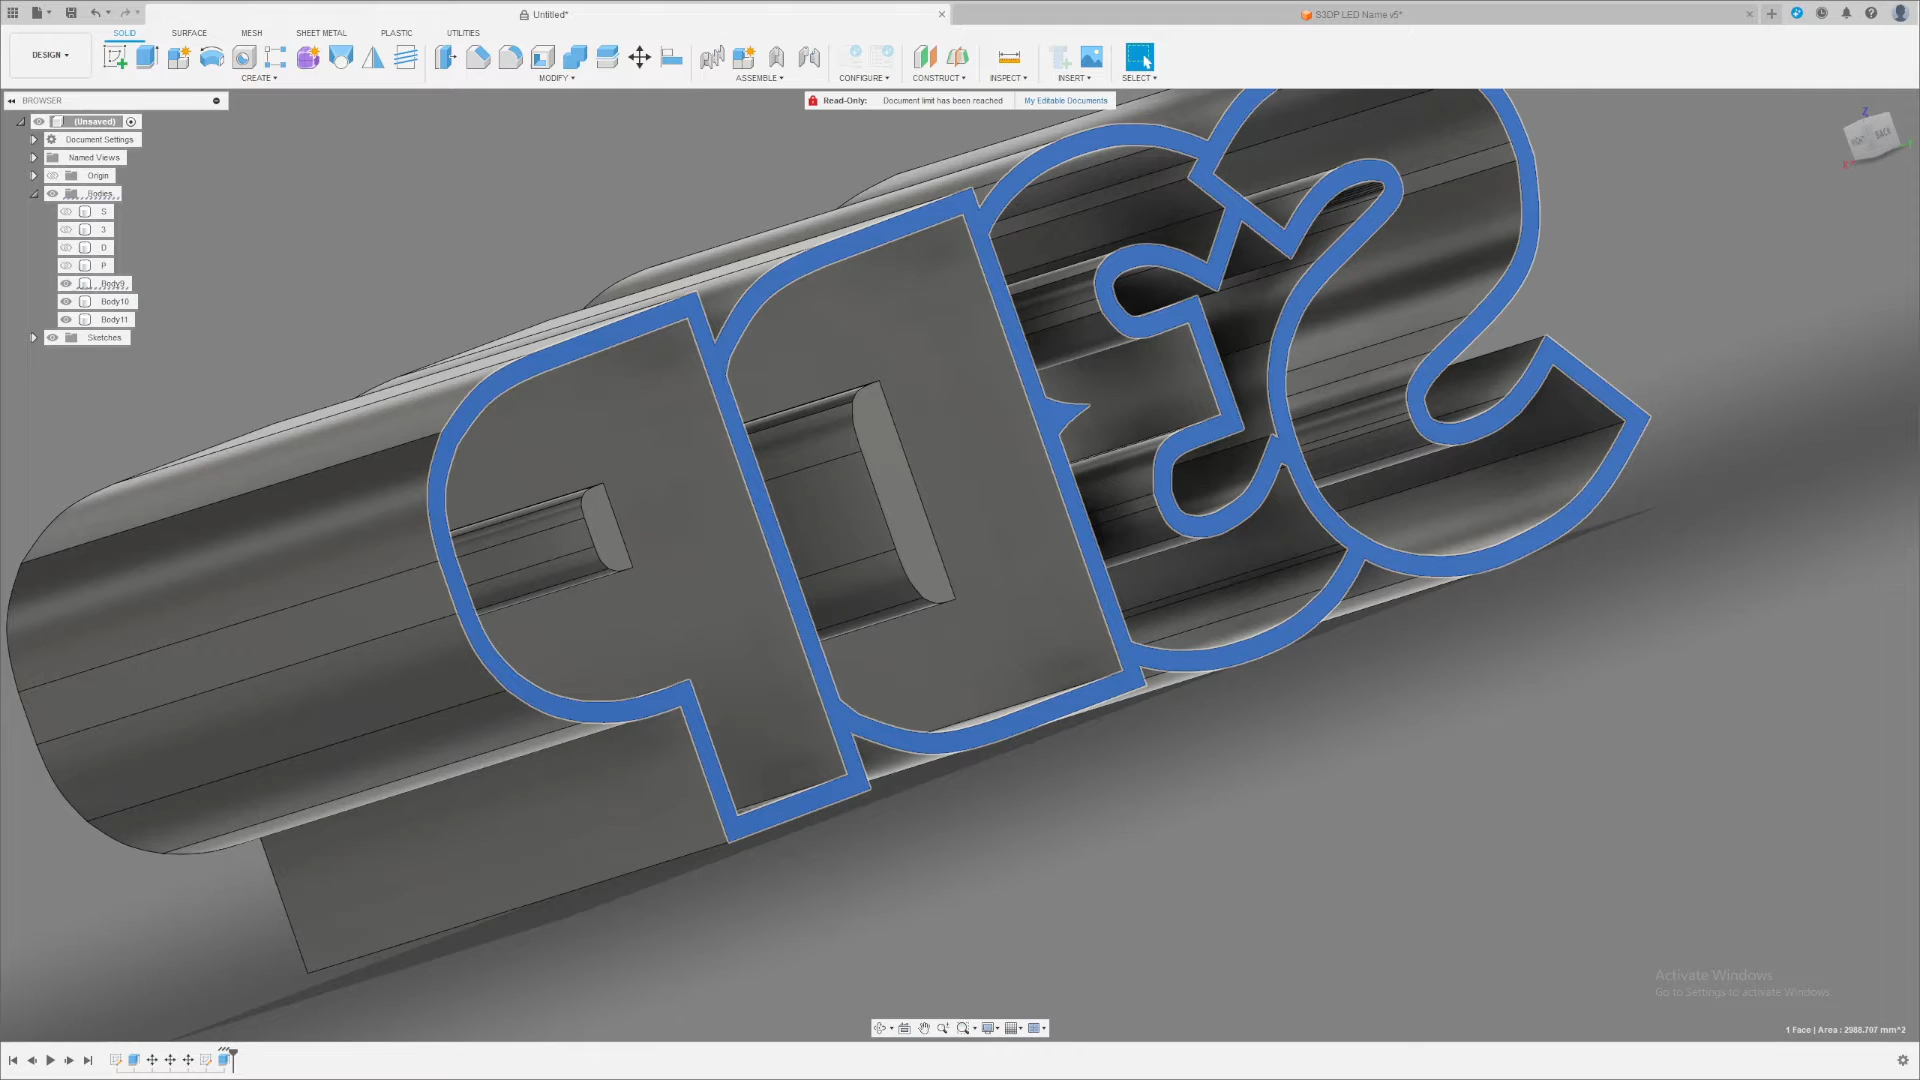 Untitled*
S3DP LED Name v5*
SOLID
SURFACE
MESH
SHEET METAL
PLASTIC
UTILITIES
DESIGN
CREATE
MODIFY
ASSEMBLE
CONFIGURE
CONSTRUCT
INSPECT
INSERT
SELECT
BROWSER
Read-Only: Document limit has been reached My Editable Documents
(Unsaved)
Document Settings
Named Views
Origin
Bodies
S
3
D
P
Body9
Body10
Body11
Sketches
Z
BACK
X
Activate Windows
Go to Settings to activate Windows.
1 Face | Area : 2988.707 mm^2